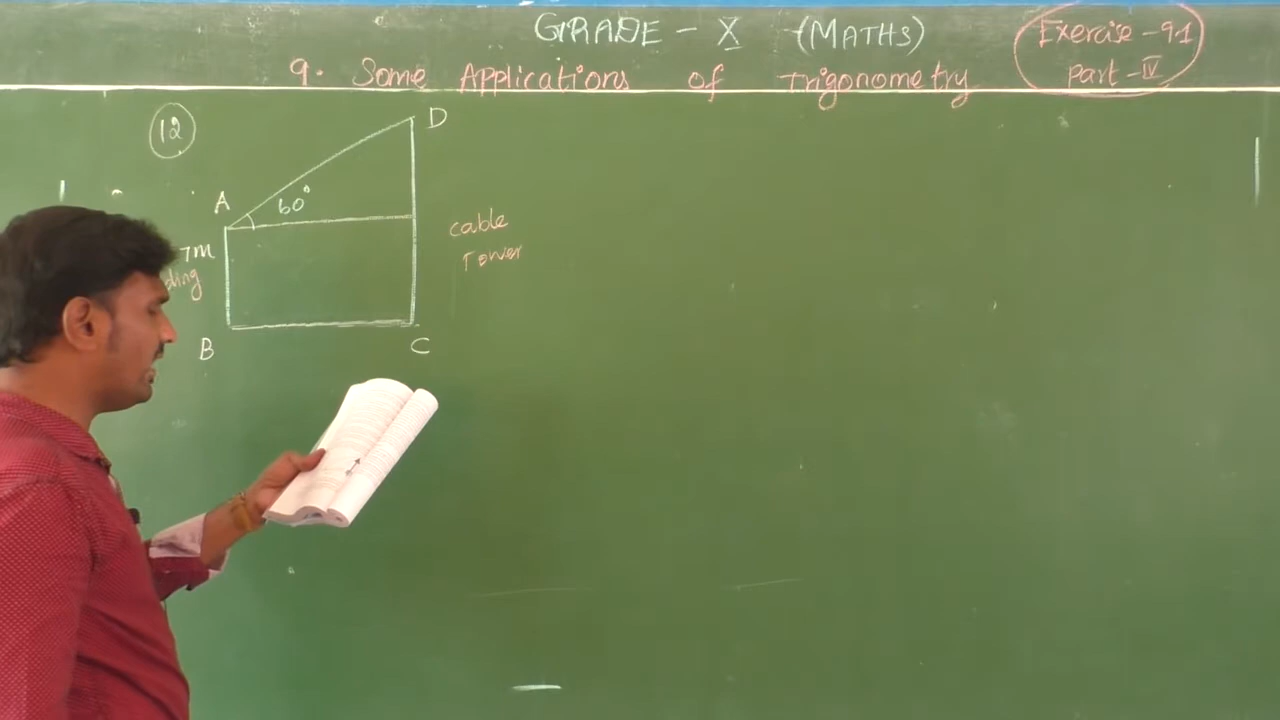 GRADE - X (MATHS)
Exercise - 9.1
part - IV
9. Some Applications of Trigonometry
12
D
A
60°
7m
cable
Tower
B
C